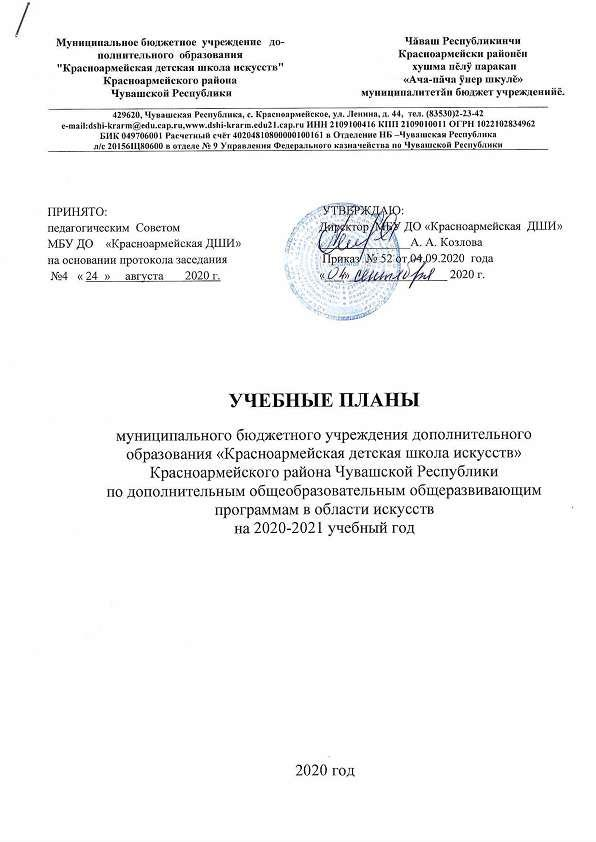 Муниципальное бюджетное учреждение до-
полнительного образования
"Красноармейская детская школа искусств"
Красноармейского района
Чувашской Республики
Чăваш Республикинчи
Красноармейски районĕн
хушма пĕлÿ паракан
«Ача-пăча ÿнер шкулĕ»
муниципалитетăн бюджет учрежденийĕ.
429620, Чувашская Республика, с. Красноармейское, ул. Ленина, д. 44, тел. (83530)2-23-42
e-mail:dshi-krarm@edu.cap.ru,www.dshi-krarm.edu21.cap.ru ИНН 2109100416 КПП 210901001 ОГРН 1022102834962
БИК 049706001 Расчетный счёт 40204810800000100161 в Отделение НБ –Чувашская Республика
л/с 20156Щ80600 в отделе № 9 Управления Федерального казначейства по Чувашской Республики
ПРИНЯТО:
педагогическим Советом
МБУ ДО «Красноармейская ДШИ»
на основании протокола заседания
№4 « 24 » августа 2020 г.
УТВЕРЖДАЮ:
Директор МБУ ДО «Красноармейская ДШИ»
А. А. Козлова
Приказ № 52 от 04.09.2020 года
«04» сентября 2020 г.
УЧЕБНЫЕ ПЛАНЫ
муниципального бюджетного учреждения дополнительного
образования «Красноармейская детская школа искусств»
Красноармейского района Чувашской Республики
по дополнительным общеобразовательным общеразвивающим
программам в области искусств
на 2020-2021 учебный год
2020 год